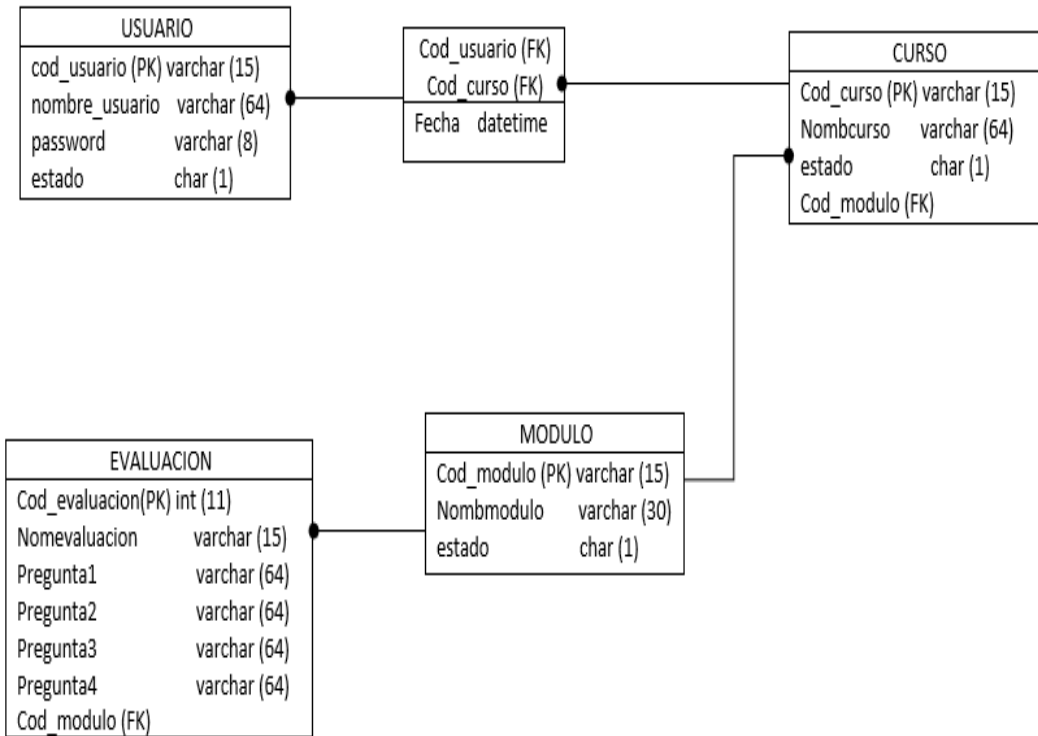 USUARIO
cod_usuario (PK) varchar (15)
nombre_usuario varchar (64)
password varchar (8)
estado char (1)
Cod_usuario (FK)
Cod_curso (FK)
Fecha datetime
CURSO
Cod_curso (PK) varchar (15)
Nombcurso varchar (64)
estado char (1)
Cod_modulo (FK)
EVALUACION
Cod_evaluacion(PK) int (11)
Nomevaluacion varchar (15)
Pregunta1 varchar (64)
Pregunta2 varchar (64)
Pregunta3 varchar (64)
Pregunta4 varchar (64)
Cod_modulo (FK)
MODULO
Cod_modulo (PK) varchar (15)
Nombmodulo varchar (30)
estado char (1)